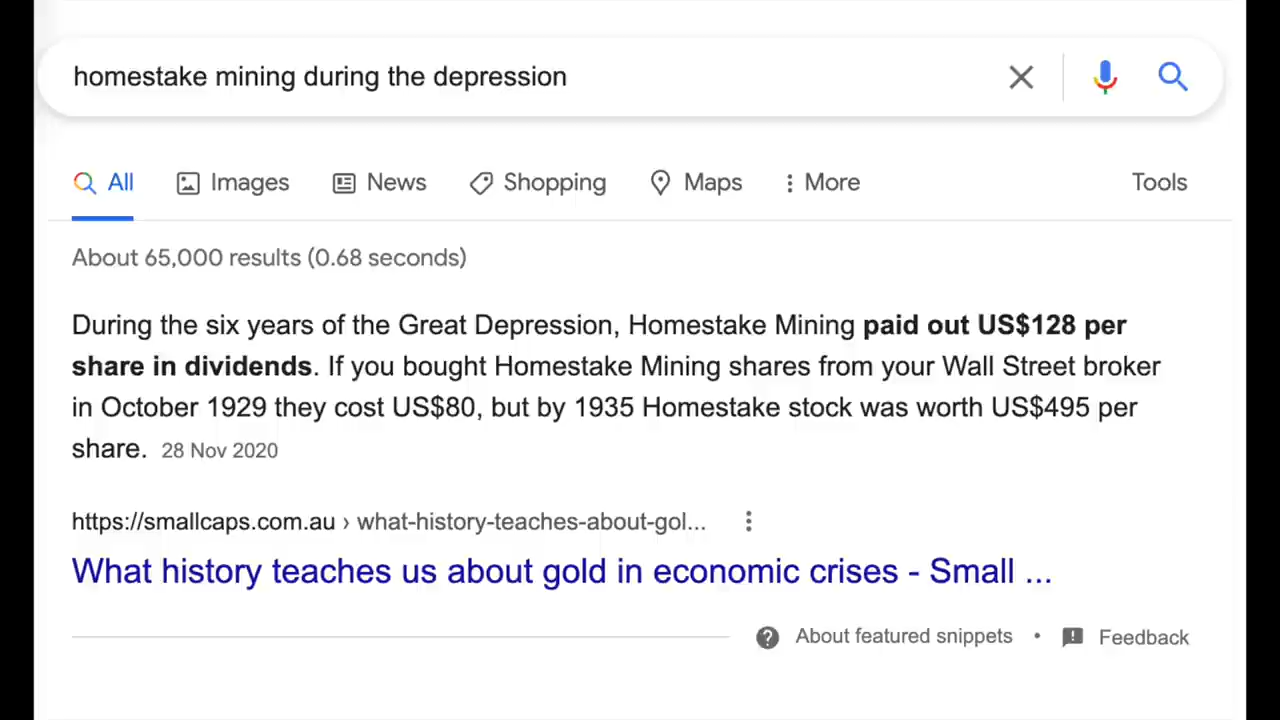 homestake mining during the depression
All Images News Shopping Maps More Tools
About 65,000 results (0.68 seconds)
During the six years of the Great Depression, Homestake Mining paid out US$128 per
share in dividends. If you bought Homestake Mining shares from your Wall Street broker
in October 1929 they cost US$80, but by 1935 Homestake stock was worth US$495 per
share. 28 Nov 2020
https://smallcaps.com.au › what-history-teaches-about-gol...
What history teaches us about gold in economic crises - Small ...
About featured snippets • Feedback